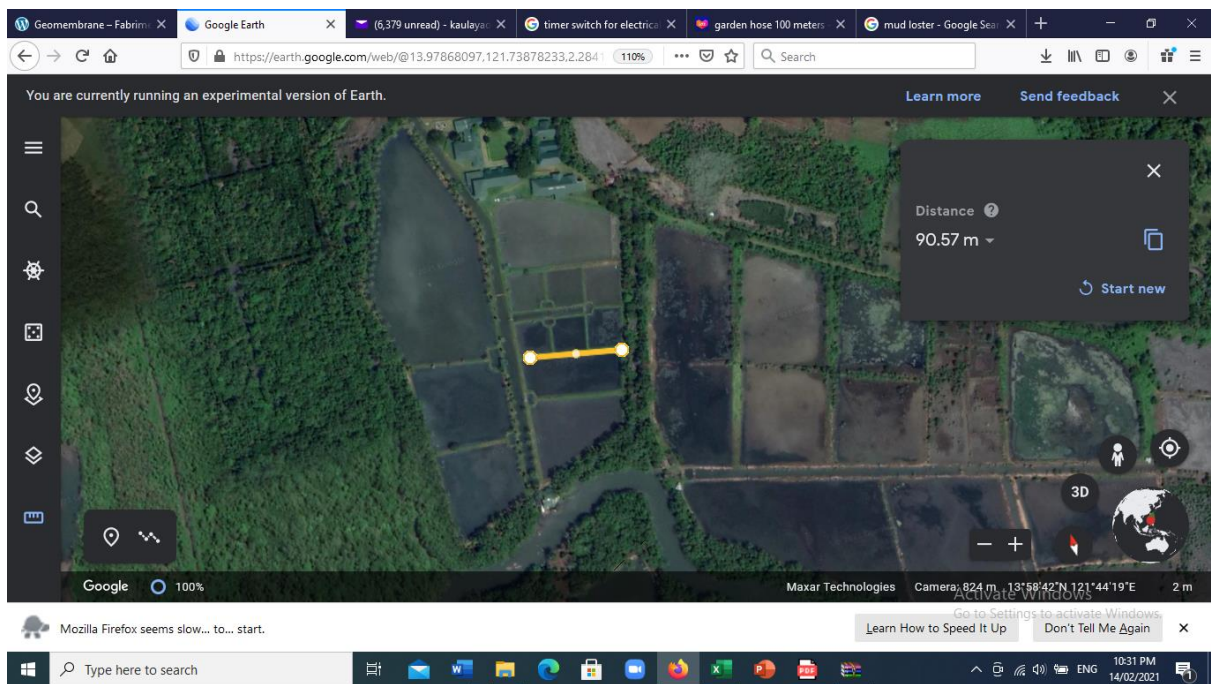 Geomembrane – Fabrim
Google Earth
(6,379 unread) - kaulayac
timer switch for electrica
garden hose 100 meters
mud loster - Google Sea
https://earth.google.com/web/@13.97868097,121.73878233,2.2841
110%
Search
You are currently running an experimental version of Earth.
Learn more
Send feedback
Distance
90.57 m
Start new
3D
Google
100%
Maxar Technologies
Camera: 824 m
13°58'42"N 121°44'19"E
2 m
Activate Windows
Go to Settings to activate Windows.
Mozilla Firefox seems slow... to... start.
Learn How to Speed It Up
Don't Tell Me Again
Type here to search
ENG
10:31 PM
14/02/2021